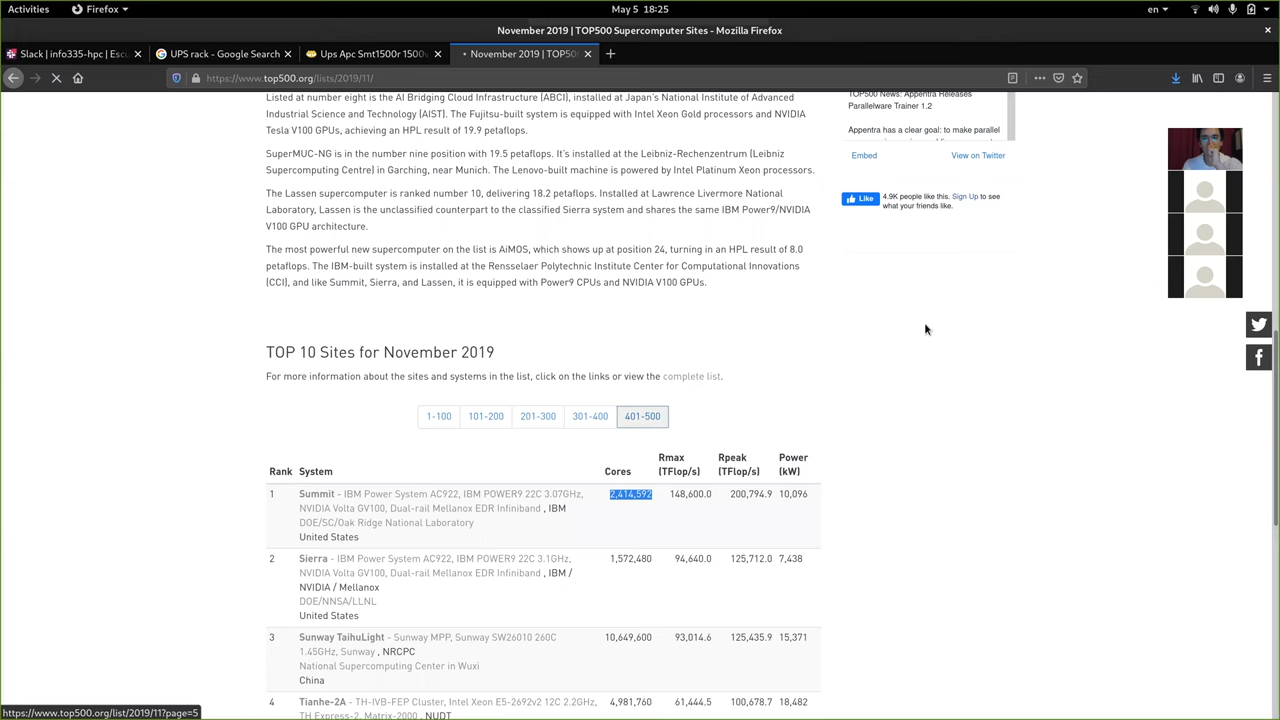 Activities
Firefox
May 5 18:25
en
November 2019 | TOP500 Supercomputer Sites - Mozilla Firefox
Slack | info335-hpc | Escu
UPS rack - Google Search
Ups Apc Smt1500r 1500v
November 2019 | TOP50
https://www.top500.org/lists/2019/11/
Listed at number eight is the AI Bridging Cloud Infrastructure (ABCI), installed at Japan's National Institute of Advanced
Industrial Science and Technology (AIST). The Fujitsu-built system is equipped with Intel Xeon Gold processors and NVIDIA
Tesla V100 GPUs, achieving an HPL result of 19.9 petaflops.
SuperMUC-NG is in the number nine position with 19.5 petaflops. It's installed at the Leibniz-Rechenzentrum (Leibniz
Supercomputing Centre) in Garching, near Munich. The Lenovo-built machine is powered by Intel Platinum Xeon processors.
The Lassen supercomputer is ranked number 10, delivering 18.2 petaflops. Installed at Lawrence Livermore National
Laboratory, Lassen is the unclassified counterpart to the classified Sierra system and shares the same IBM Power9/NVIDIA
V100 GPU architecture.
The most powerful new supercomputer on the list is AiMOS, which shows up at position 24, turning in an HPL result of 8.0
petaflops. The IBM-built system is installed at the Rensselaer Polytechnic Institute Center for Computational Innovations
(CCI), and like Summit, Sierra, and Lassen, it is equipped with Power9 CPUs and NVIDIA V100 GPUs.
TOP500 News: Appentra Releases
Parallelware Trainer 1.2
Appentra has a clear goal: to make parallel
Embed
View on Twitter
Like
4.9K people like this. Sign Up to see
what your friends like.
TOP 10 Sites for November 2019
For more information about the sites and systems in the list, click on the links or view the complete list.
1-100 101-200 201-300 301-400 401-500
Rank System Cores Rmax (TFlop/s) Rpeak (TFlop/s) Power (kW)
1 Summit - IBM Power System AC922, IBM POWER9 22C 3.07GHz, 2,414,592 148,600.0 200,794.9 10,096
NVIDIA Volta GV100, Dual-rail Mellanox EDR Infiniband , IBM
DOE/SC/Oak Ridge National Laboratory
United States
2 Sierra - IBM Power System AC922, IBM POWER9 22C 3.1GHz, 1,572,480 94,640.0 125,712.0 7,438
NVIDIA Volta GV100, Dual-rail Mellanox EDR Infiniband , IBM /
NVIDIA / Mellanox
DOE/NNSA/LLNL
United States
3 Sunway TaihuLight - Sunway MPP, Sunway SW26010 260C 10,649,600 93,014.6 125,435.9 15,371
1.45GHz, Sunway , NRCPC
National Supercomputing Center in Wuxi
China
4 Tianhe-2A - TH-IVB-FEP Cluster, Intel Xeon E5-2692v2 12C 2.2GHz, 4,981,760 61,444.5 100,678.7 18,482
TH Express-2, Matrix-2000 , NUDT
https://www.top500.org/list/2019/11?page=5